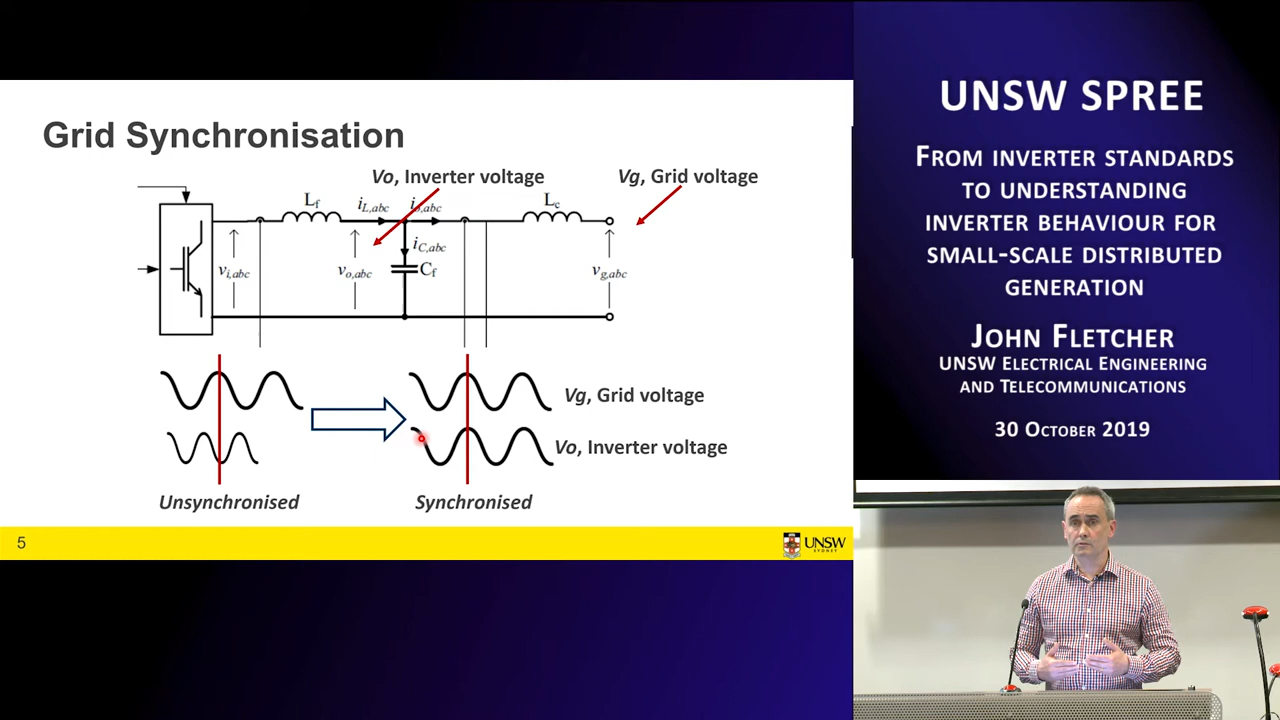 Grid Synchronisation
Vo, Inverter voltage
Vg, Grid voltage
Lf
iL,abc
io,abc
Lc
iC,abc
vi,abc
vo,abc
Cf
vg,abc
Vg, Grid voltage
Vo, Inverter voltage
Unsynchronised
Synchronised
5
UNSW
SYDNEY
UNSW SPREE
FROM INVERTER STANDARDS
TO UNDERSTANDING
INVERTER BEHAVIOUR FOR
SMALL-SCALE DISTRIBUTED
GENERATION
JOHN FLETCHER
UNSW ELECTRICAL ENGINEERING
AND TELECOMMUNICATIONS
30 OCTOBER 2019